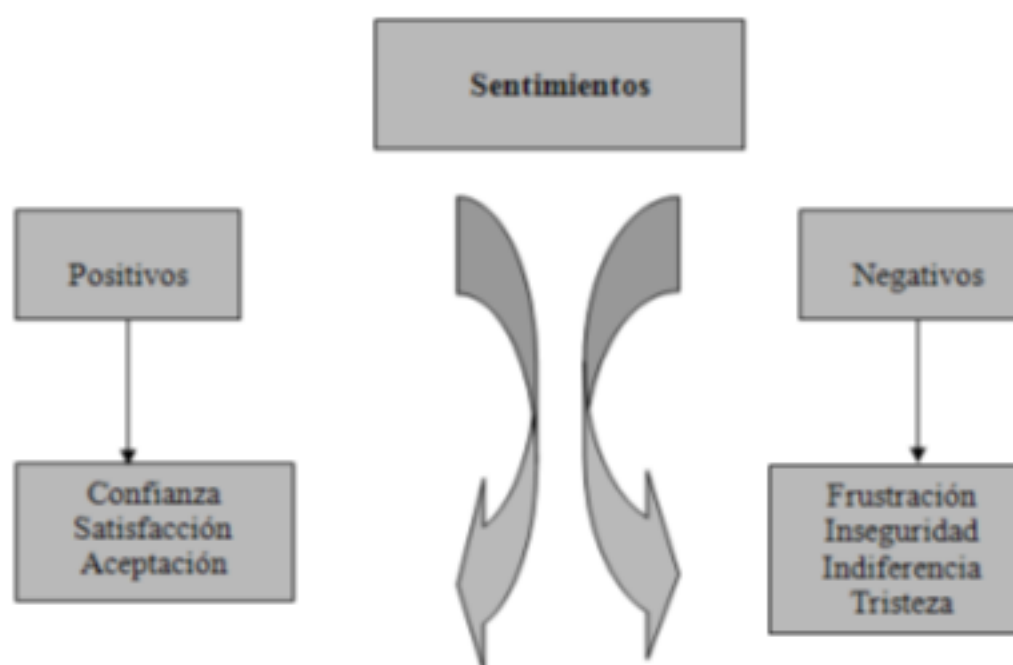 Sentimientos
Positivos
Negativos
Confianza
Satisfacción
Aceptación
Frustración
Inseguridad
Indiferencia
Tristeza